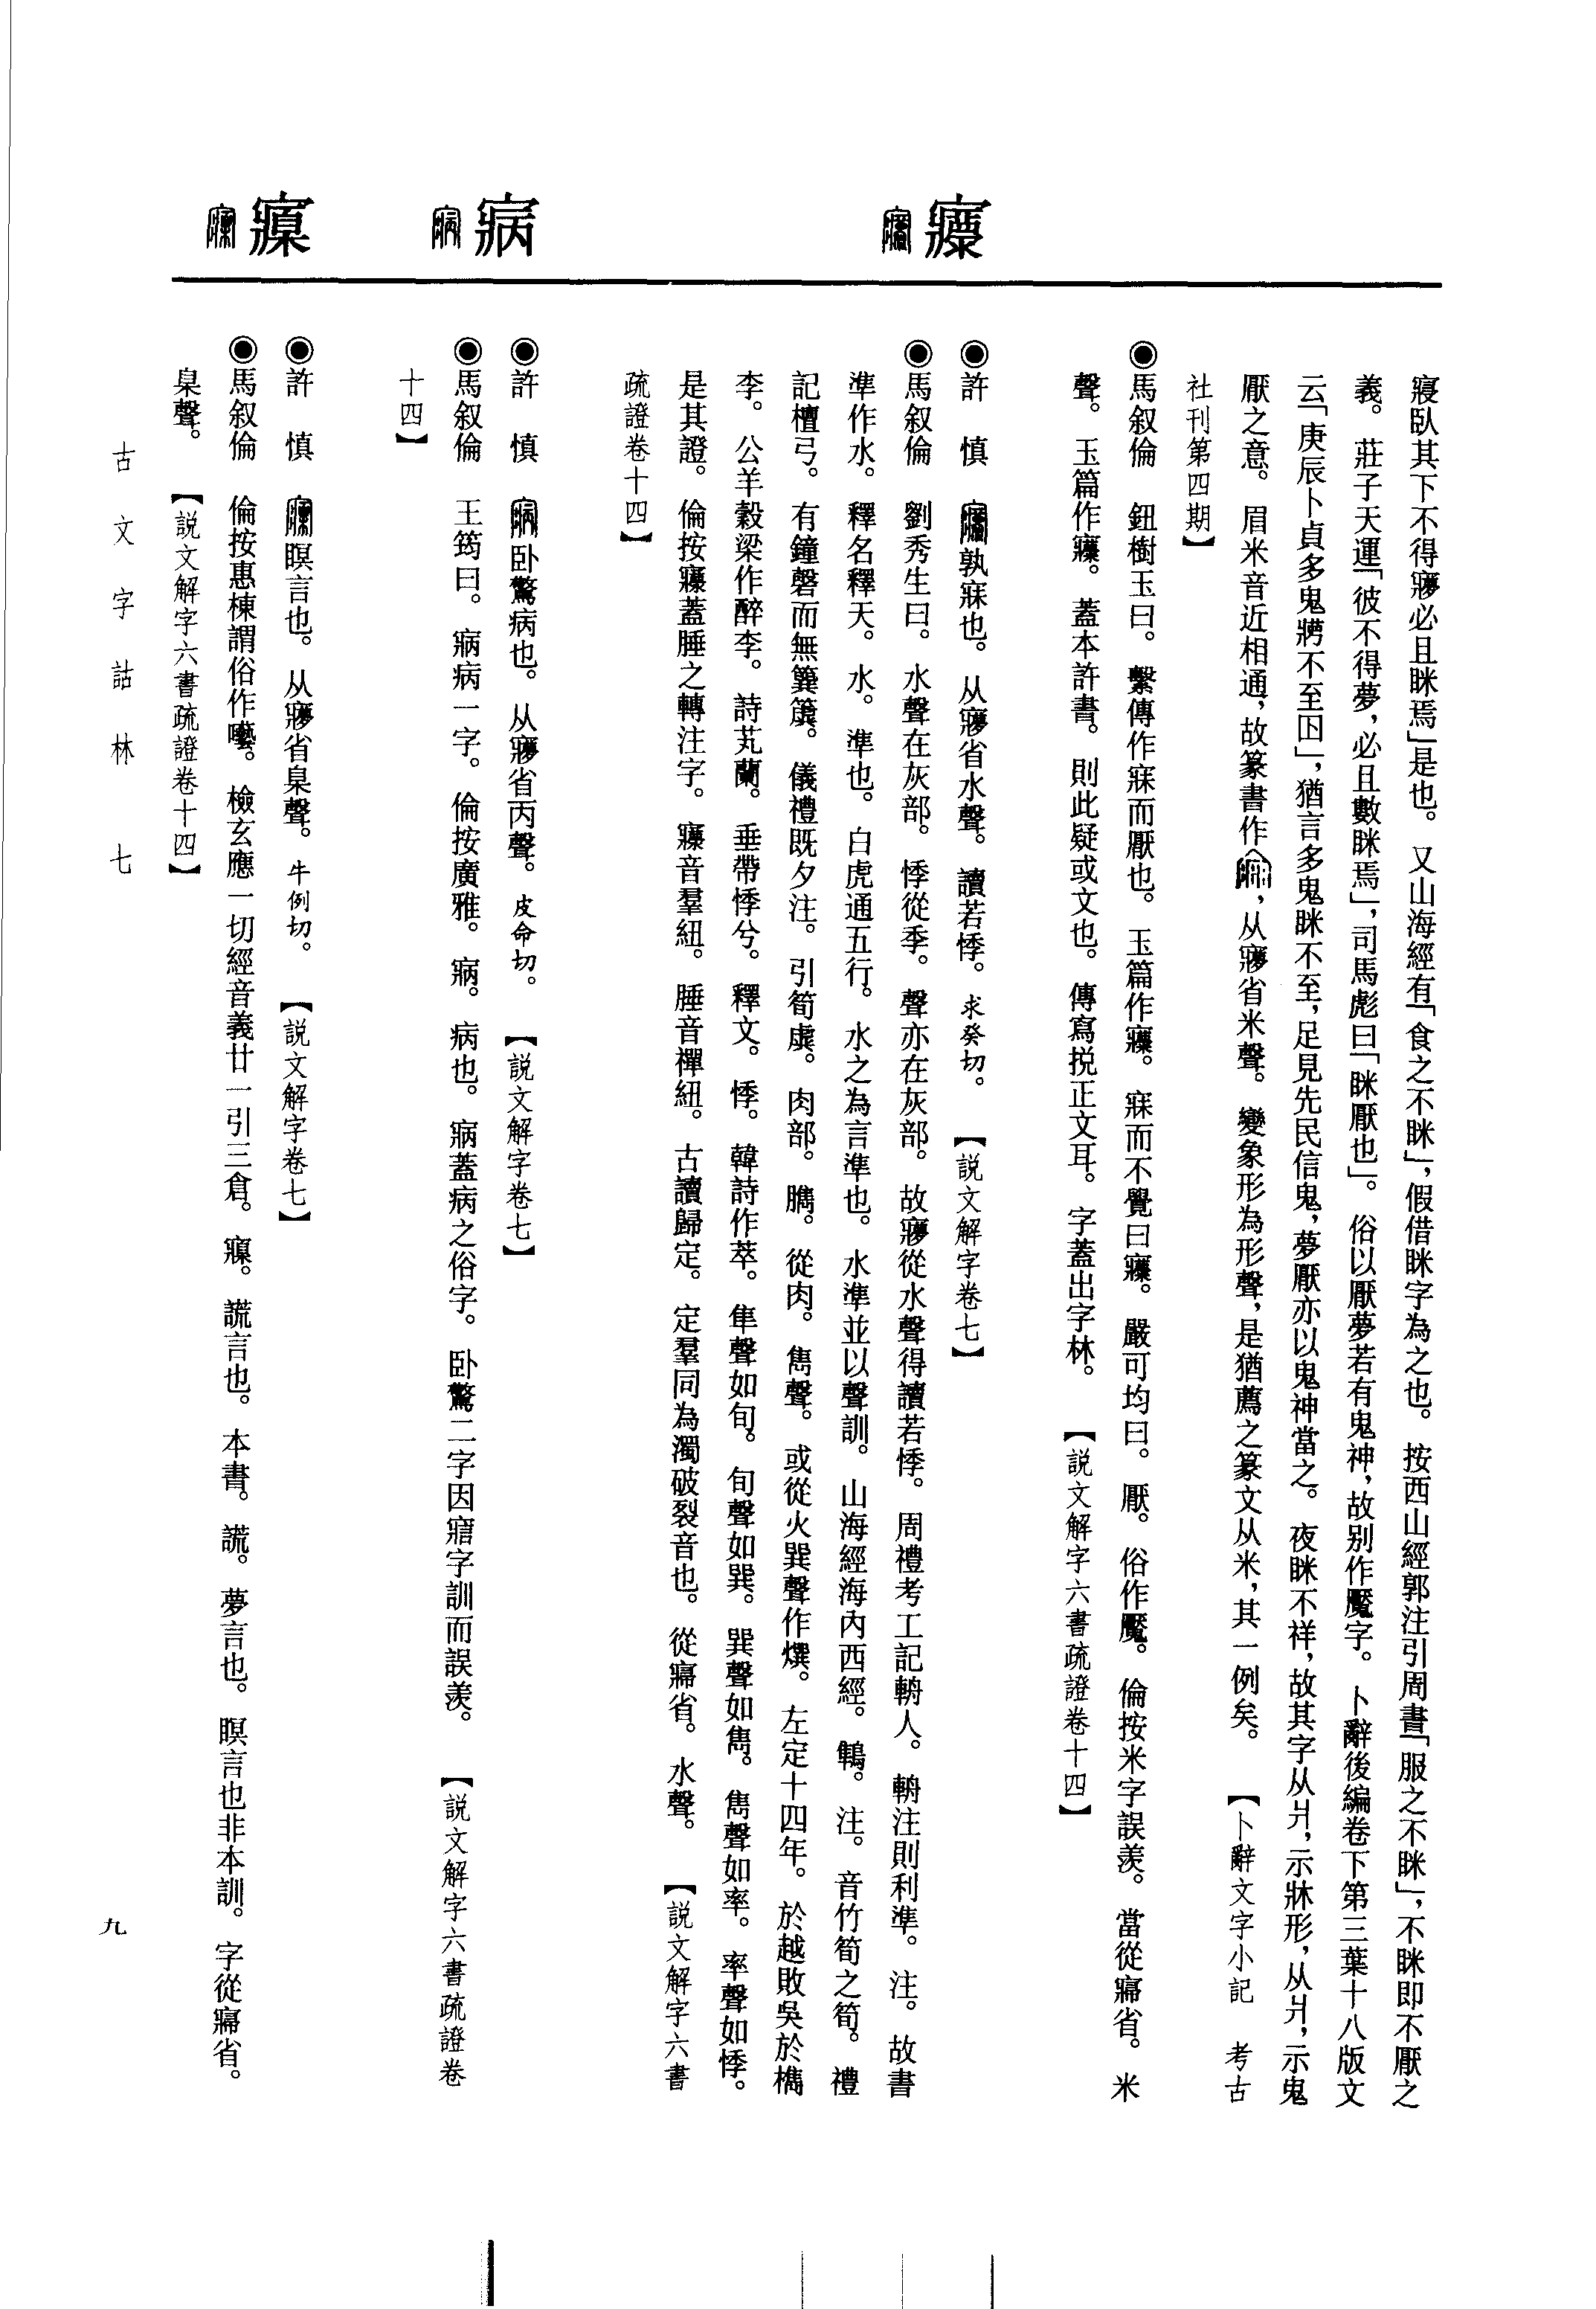 寱　寎
寢臥其下不得㝱必且眯焉」是也。又山海經有「食之不眯」,假借眯字為之也。按西山經郭注引周書「服之不眯」,不眯即不厭之
義。莊子天運「彼不得夢,必且數眯焉」,司馬彪曰「眯厭也」。俗以厭夢若有鬼神,故別作魘字。卜辭後編卷下第三葉十八版文
云「庚辰卜貞多鬼㝱不至囚」,猶言多鬼眯不至,足見先民信鬼,夢厭亦以鬼神當之。夜眯不祥,故其字从爿,示牀形,从爿,示鬼
厭之意。眉米音近相通,故篆書作,从㝱省米聲。變象形為形聲,是猶薦之篆文从米,其一例矣。【卜辭文字小記　考古
社刊第四期】
◉馬叙倫　鈕樹玉曰。繫傳作寐而厭也。玉篇作㝥。寐而不覺曰㝥。嚴可均曰。厭。俗作魘。倫按米字誤羨。當從㝱省。米
聲。玉篇作㝥。蓋本許書。則此疑或文也。傳寫挩正文耳。字蓋出字林。【説文解字六書疏證卷十四】
◉許　慎　孰寐也。从㝱省水聲。讀若悸。求癸切。【説文解字卷七】
◉馬叙倫　劉秀生曰。水聲在灰部。悸從季。聲亦在灰部。故從水聲得讀若悸。周禮考工記輈人。輈注則利準。注。故書
準作水。釋名釋天。水。準也。白虎通五行。水之為言準也。水準並以聲訓。山海經海內西經。鶽。注。音竹筍之筍。禮
記檀弓。有鐘磬而無簨簴。儀禮既夕注。引筍虡。肉部。臇。從肉。雋聲。或從火巽聲作㷷。左定十四年。於越敗吳於檇
李。公羊穀梁作醉李。詩芄蘭。垂帶悸兮。釋文。悸。韓詩作萃。隼聲如旬。旬聲如巽。巽聲如雋。雋聲如率。率聲如悸。
是其證。倫按蓋睡之轉注字。音羣紐。睡音禪紐。古讀歸定。定羣同為濁破裂音也。從㝱省。水聲。【説文解字六書
疏證卷十四】
◉許　慎　卧驚病也。从㝱省丙聲。皮命切。【説文解字卷七】
◉馬叙倫　王筠曰。寎病一字。倫按廣雅。寎。病也。寎蓋病之俗字。卧驚二字因㾛字訓而誤羨。【説文解字六書疏證卷
十四】
◉許　慎　瞑言也。从㝱省臬聲。牛例切。【説文解字卷七】
◉馬叙倫　倫按惠棟謂俗作囈。檢玄應一切經音義廿一引三倉。寱。謊言也。本書。謊。夢言也。瞑言也非本訓。字從㝱省。
臬聲。【説文解字六書疏證卷十四】
古文字詁林　七
九